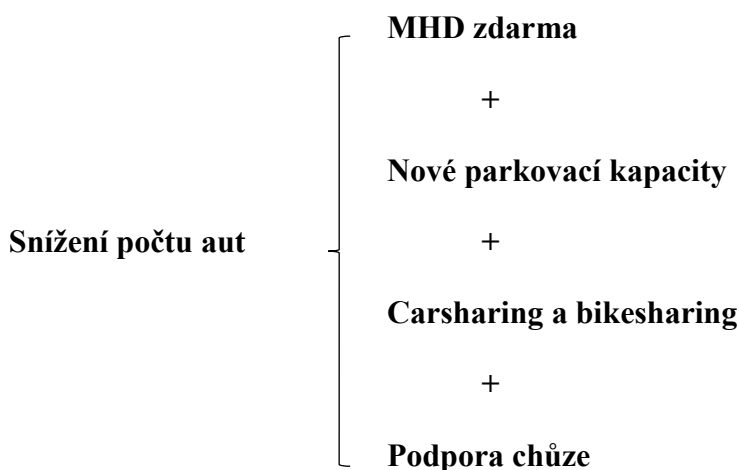 MHD zdarma
+
Nové parkovací kapacity
+
Snížení počtu aut
Carsharing a bikesharing
+
Podpora chůze